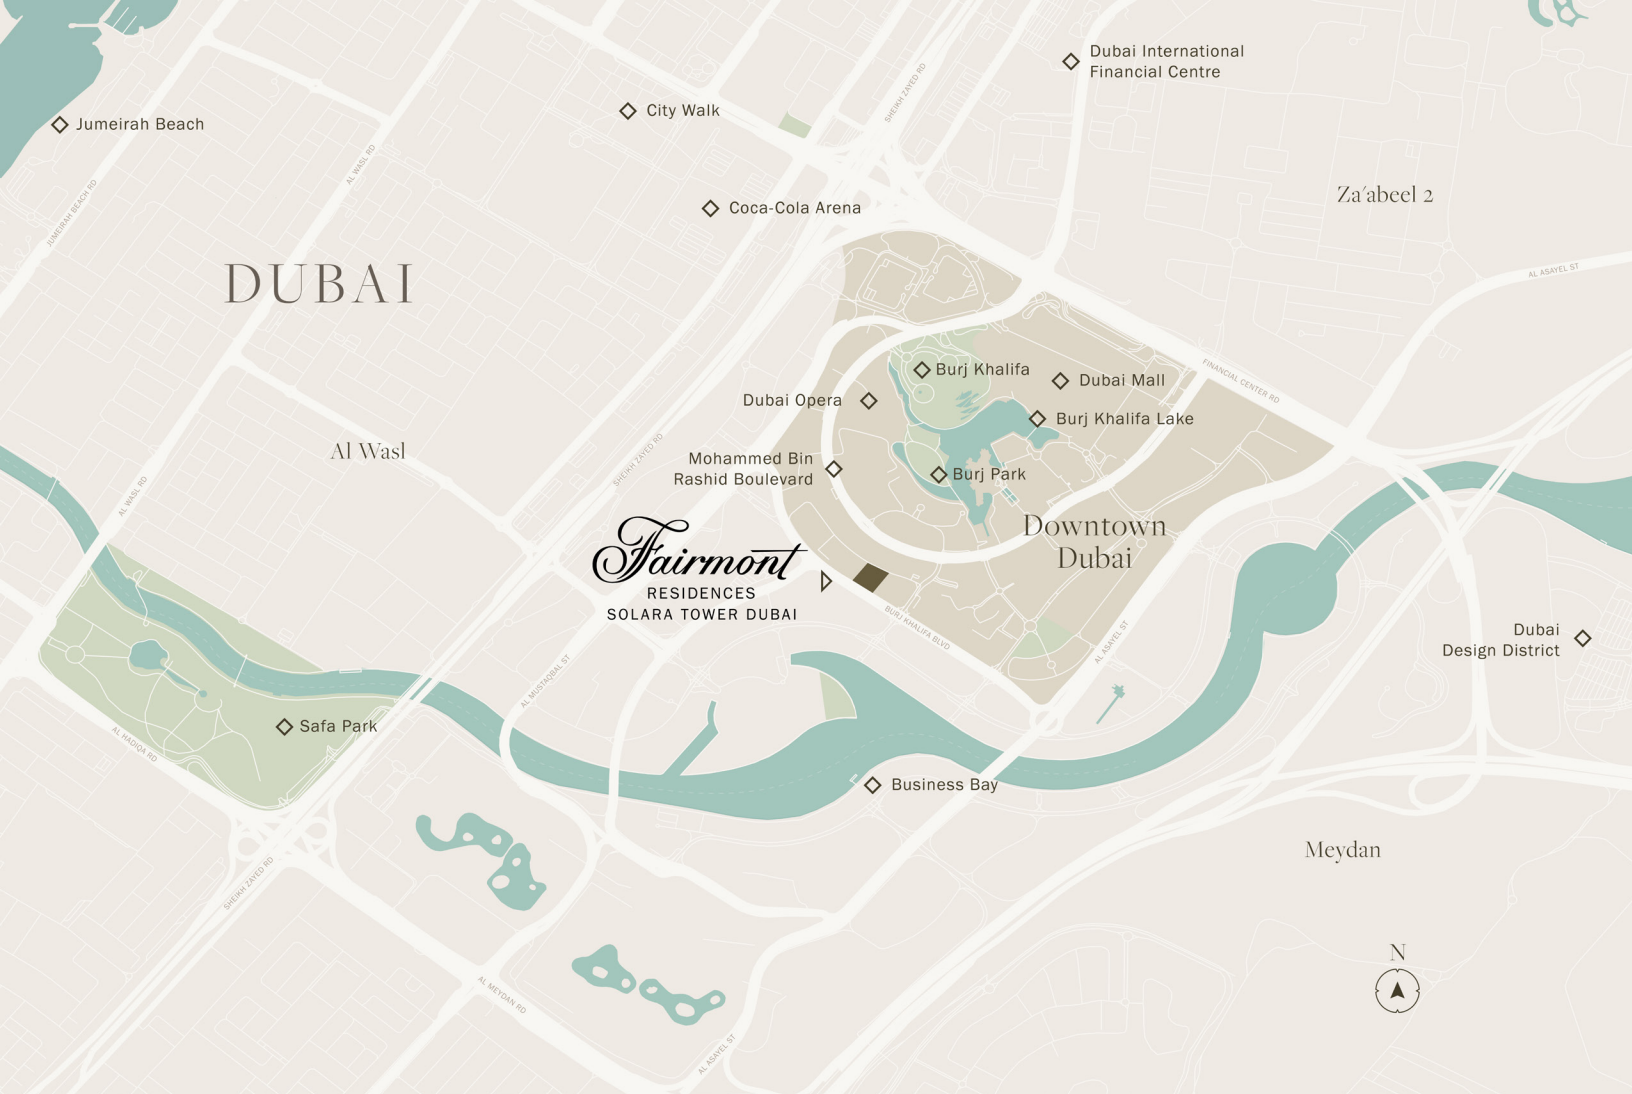 Dubai International
Financial Centre
SHEIKH ZAYED RD
City Walk
Jumeirah Beach
AL WASL RD
JUMEIRAH BEACH RD
Za'abeel 2
Coca-Cola Arena
DUBAI
AL ASAYEL ST
Burj Khalifa
Dubai Mall
FINANCIAL CENTER RD
Dubai Opera
Burj Khalifa Lake
Al Wasl
SHEIKH ZAYED RD
Mohammed Bin
Rashid Boulevard
Burj Park
AL WASL RD
Downtown
Dubai
Fairmont
RESIDENCES
SOLARA TOWER DUBAI
BURJ KHALIFA BLVD
AL ASAYEL ST
Dubai
Design District
AL MUSTAQBAL ST
Safa Park
AL HADIQA RD
Business Bay
Meydan
SHEIKH ZAYED RD
N
AL MEYDAN RD
AL ASAYEL ST